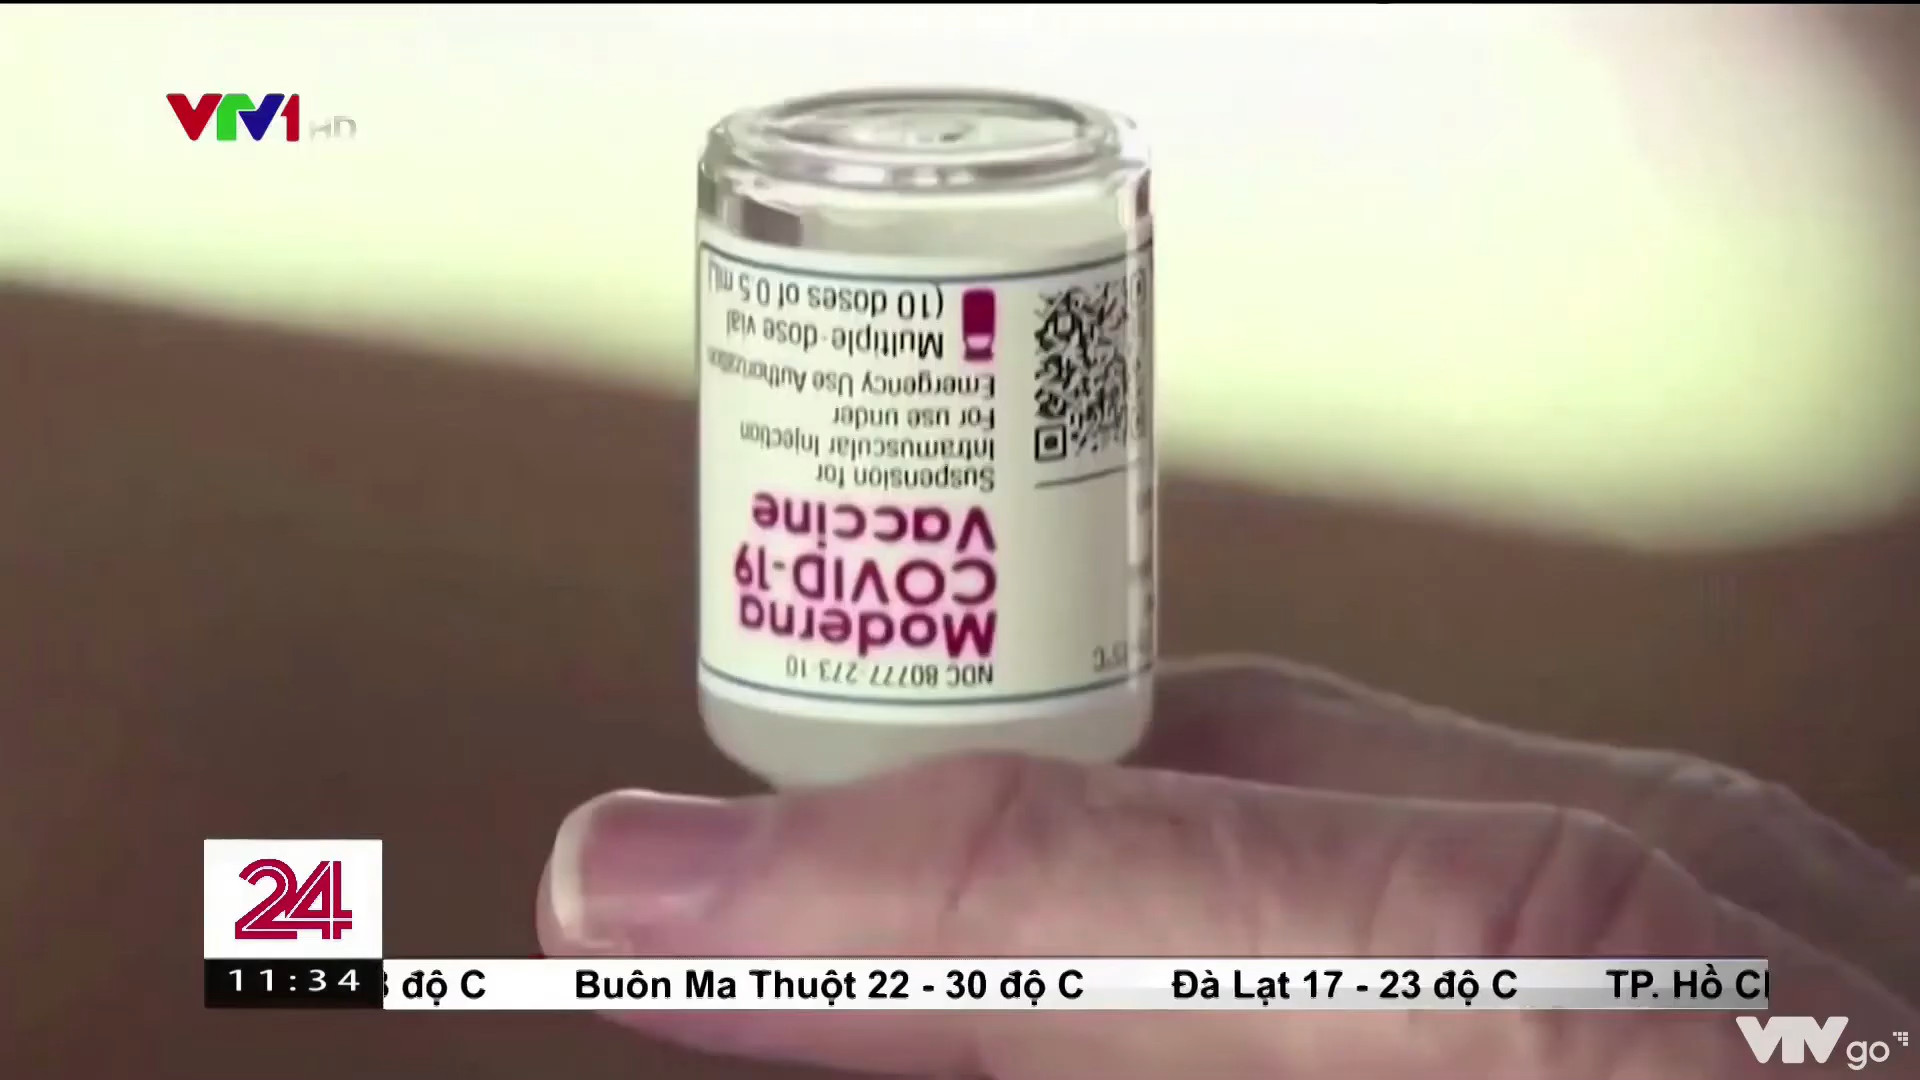 VTV1 HD
NDC 80777-273-10
Moderna
COVID-19
Vaccine
Suspension for
Intramuscular Injection
For use under
Emergency Use Authorization
Multiple-dose vial
(10 doses of 0.5 mL)
24
11:34
độ C Buôn Ma Thuột 22 - 30 độ C Đà Lạt 17 - 23 độ C TP. Hồ
VTVgo